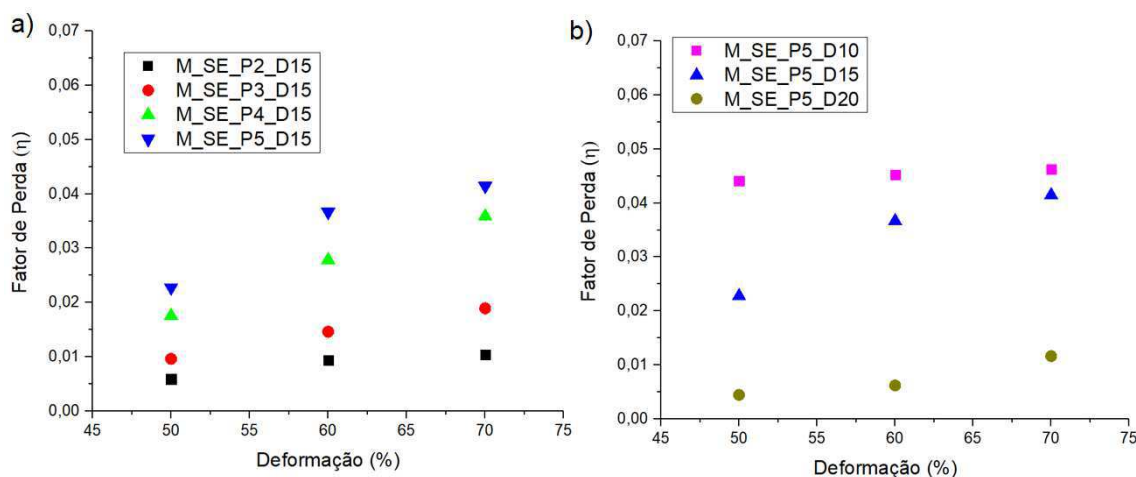 a)
0,07
0,06
0,05
0,04
0,03
0,02
0,01
0,00
Fator de Perda (η)
M_SE_P2_D15
M_SE_P3_D15
M_SE_P4_D15
M_SE_P5_D15
45 50 55 60 65 70 75
Deformação (%)
b)
0,07
0,06
0,05
0,04
0,03
0,02
0,01
0,00
Fator de Perda (η)
M_SE_P5_D10
M_SE_P5_D15
M_SE_P5_D20
45 50 55 60 65 70 75
Deformação (%)